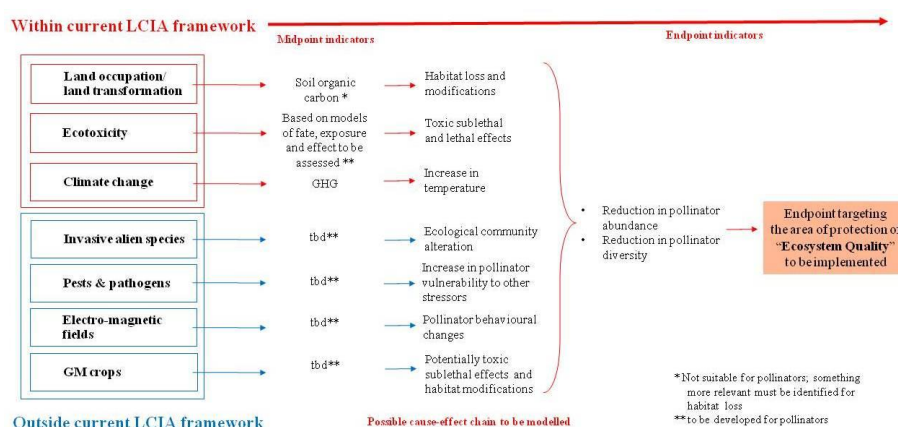 Within current LCIA framework
Midpoint indicators
Endpoint indicators
Land occupation/
land transformation
Soil organic
carbon *
Habitat loss and
modifications
Ecotoxicity
Based on models
of fate, exposure
and effect to be
assessed **
Toxic sublethal
and lethal effects
Climate change
GHG
Increase in
temperature
Invasive alien species
tbd**
Ecological community
alteration
Pests & pathogens
tbd**
Increase in pollinator
vulnerability to other
stressors
Electro-magnetic
fields
tbd**
Pollinator behavioural
changes
GM crops
tbd**
Potentially toxic
sublethal effects and
habitat modifications
• Reduction in pollinator
abundance
• Reduction in pollinator
diversity
Endpoint targeting
the area of protection of
"Ecosystem Quality"
to be implemented
* Not suitable for pollinators; something
more relevant must be identified for
habitat loss
** to be developed for pollinators
Outside current LCIA framework
Possible cause-effect chain to be modelled